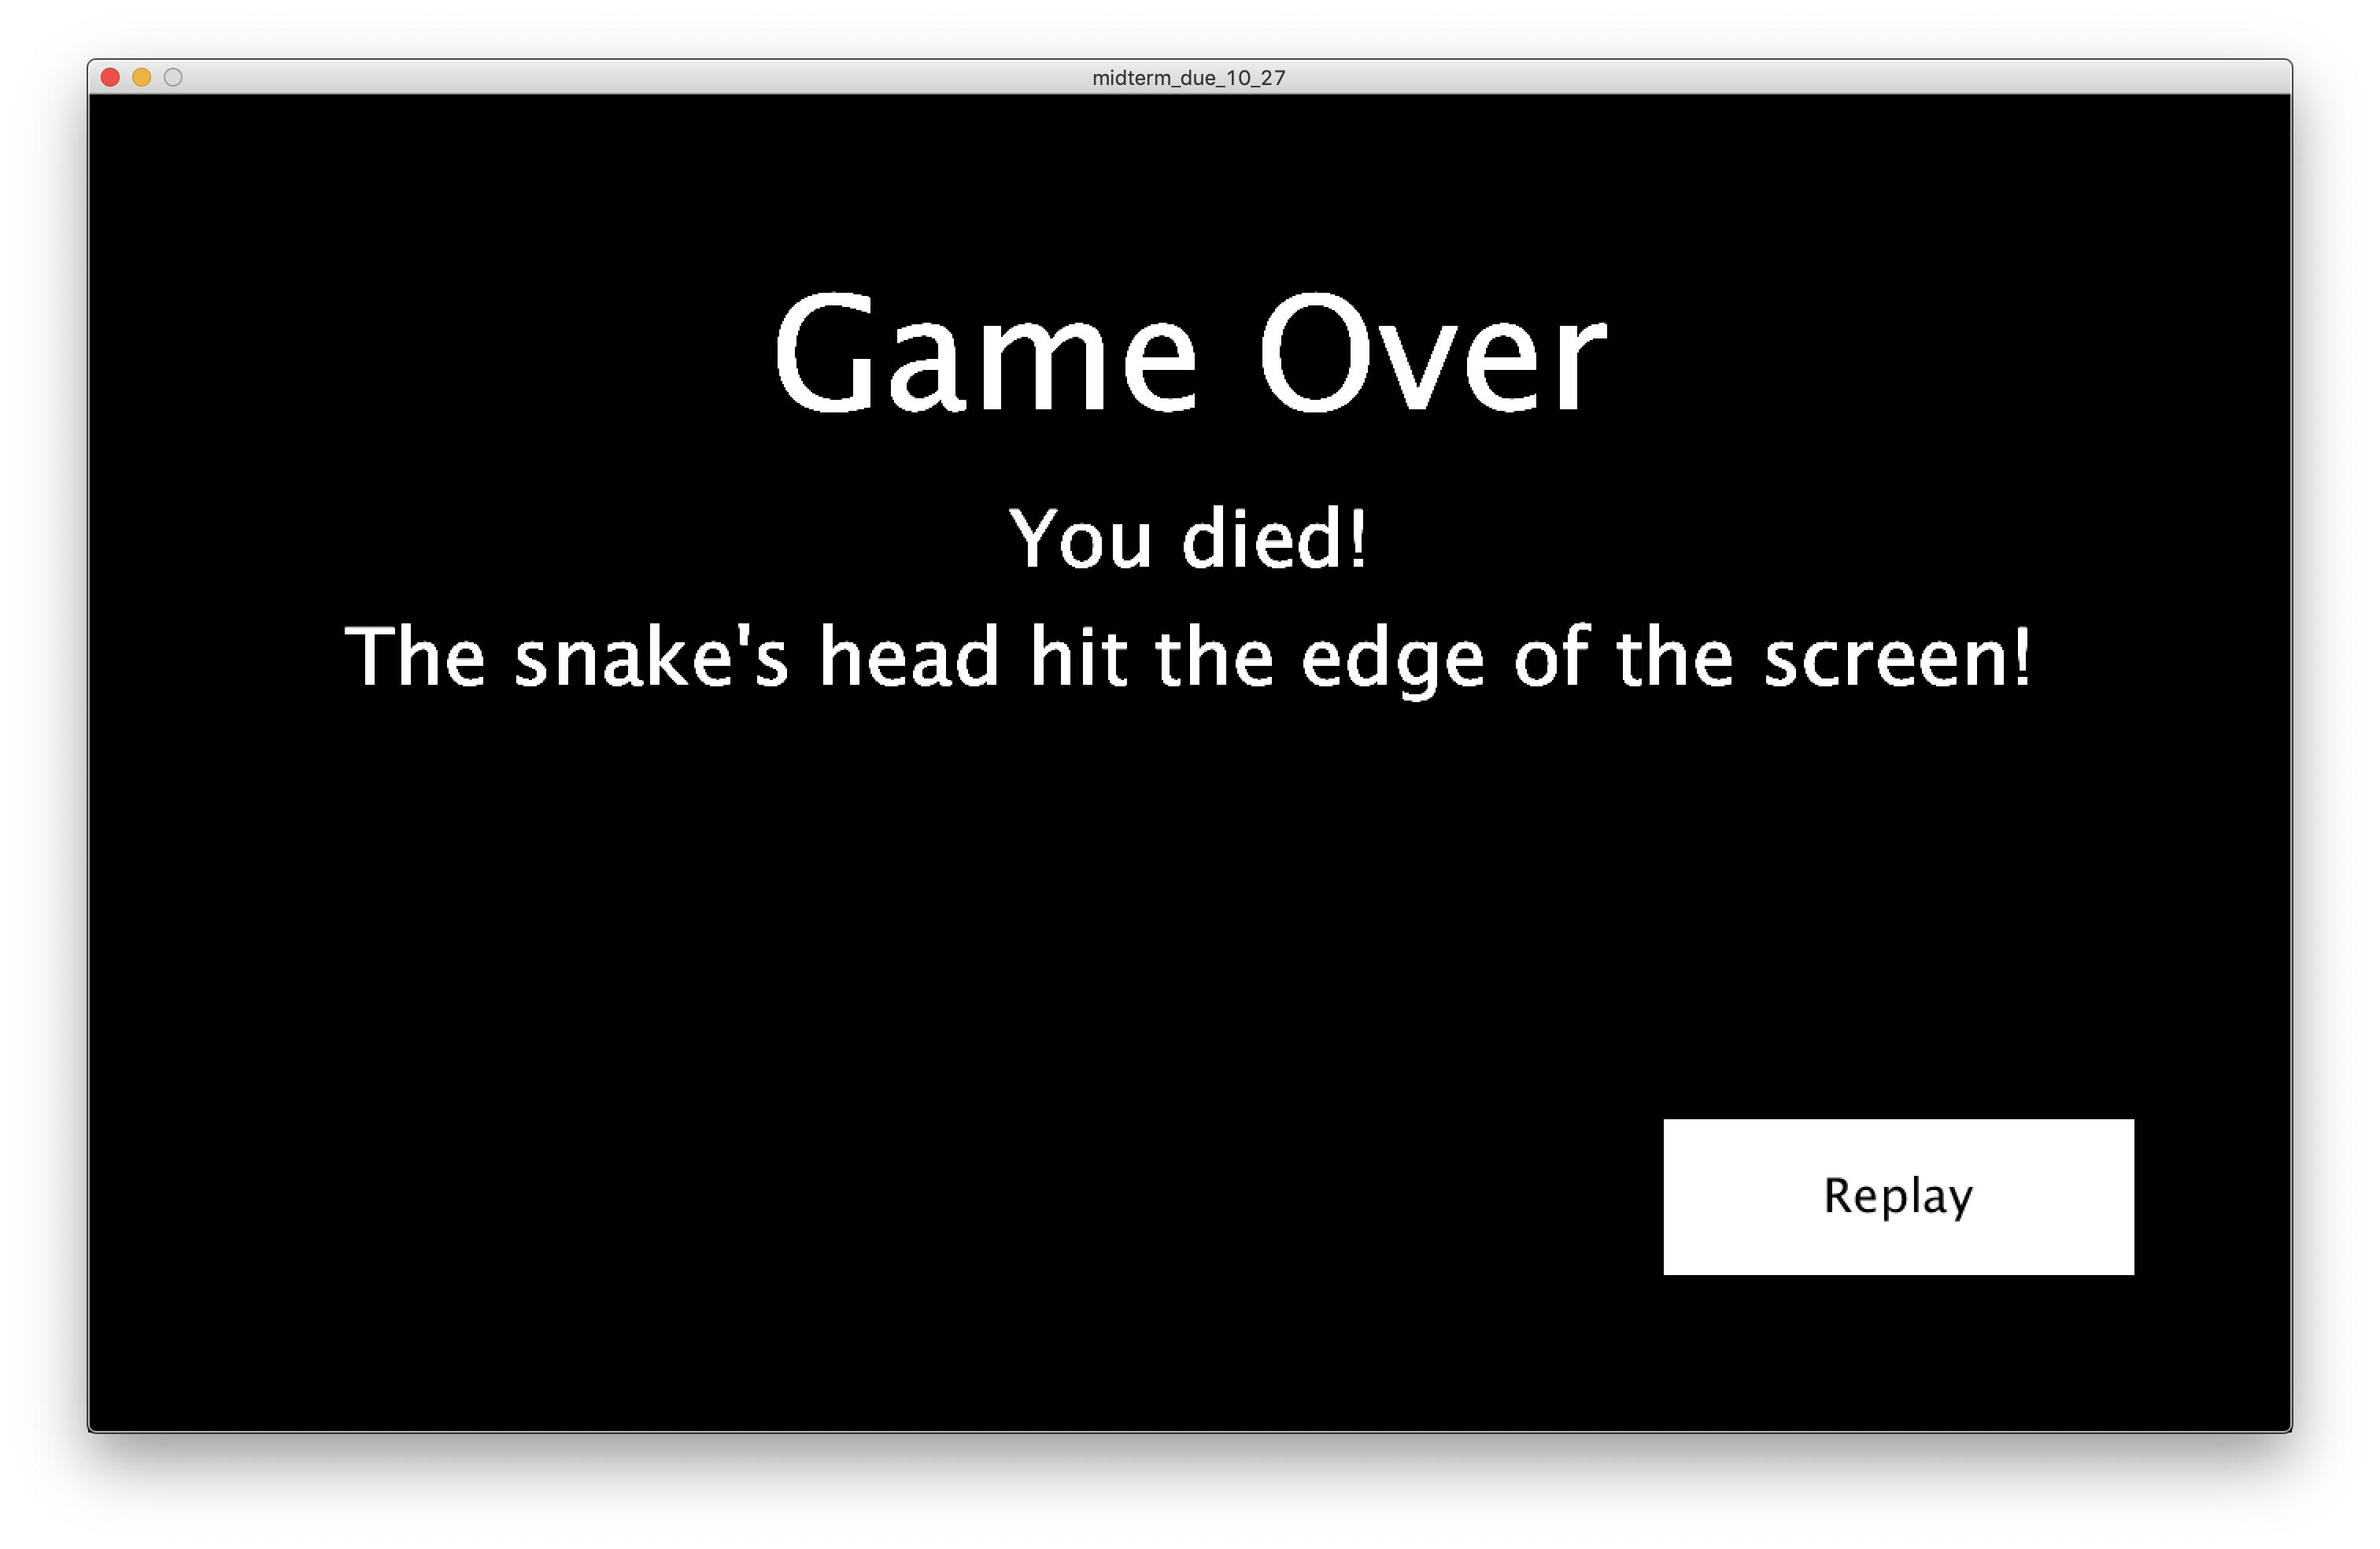 midterm_due_10_27
Game Over
You died!
The snake's head hit the edge of the screen!
Replay